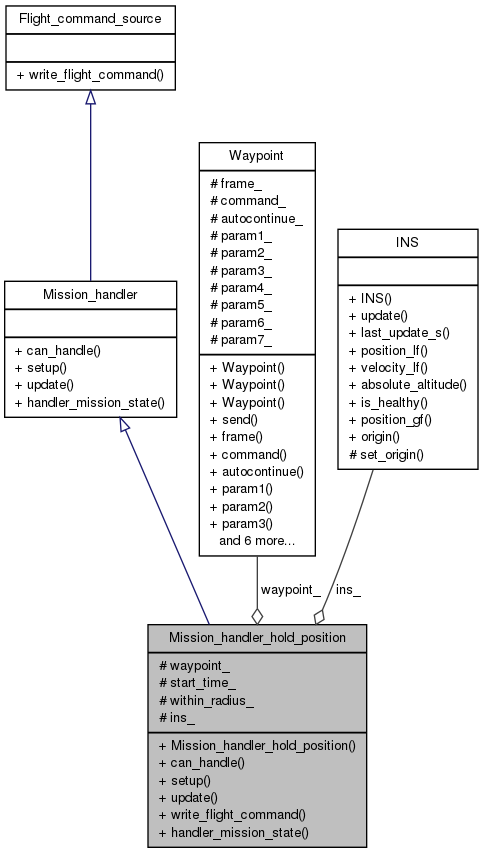 Flight_command_source
+ write_flight_command()
Waypoint
# frame_
# command_
# autocontinue_
# param1_
# param2_
# param3_
# param4_
# param5_
# param6_
# param7_
+ Waypoint()
+ Waypoint()
+ Waypoint()
+ send()
+ frame()
+ command()
+ autocontinue()
+ param1()
+ param2()
+ param3()
and 6 more...
INS
+ INS()
+ update()
+ last_update_s()
+ position_lf()
+ velocity_lf()
+ absolute_altitude()
+ is_healthy()
+ position_gf()
+ origin()
# set_origin()
Mission_handler
+ can_handle()
+ setup()
+ update()
+ handler_mission_state()
waypoint_
ins_
Mission_handler_hold_position
# waypoint_
# start_time_
# within_radius_
# ins_
+ Mission_handler_hold_position()
+ can_handle()
+ setup()
+ update()
+ write_flight_command()
+ handler_mission_state()